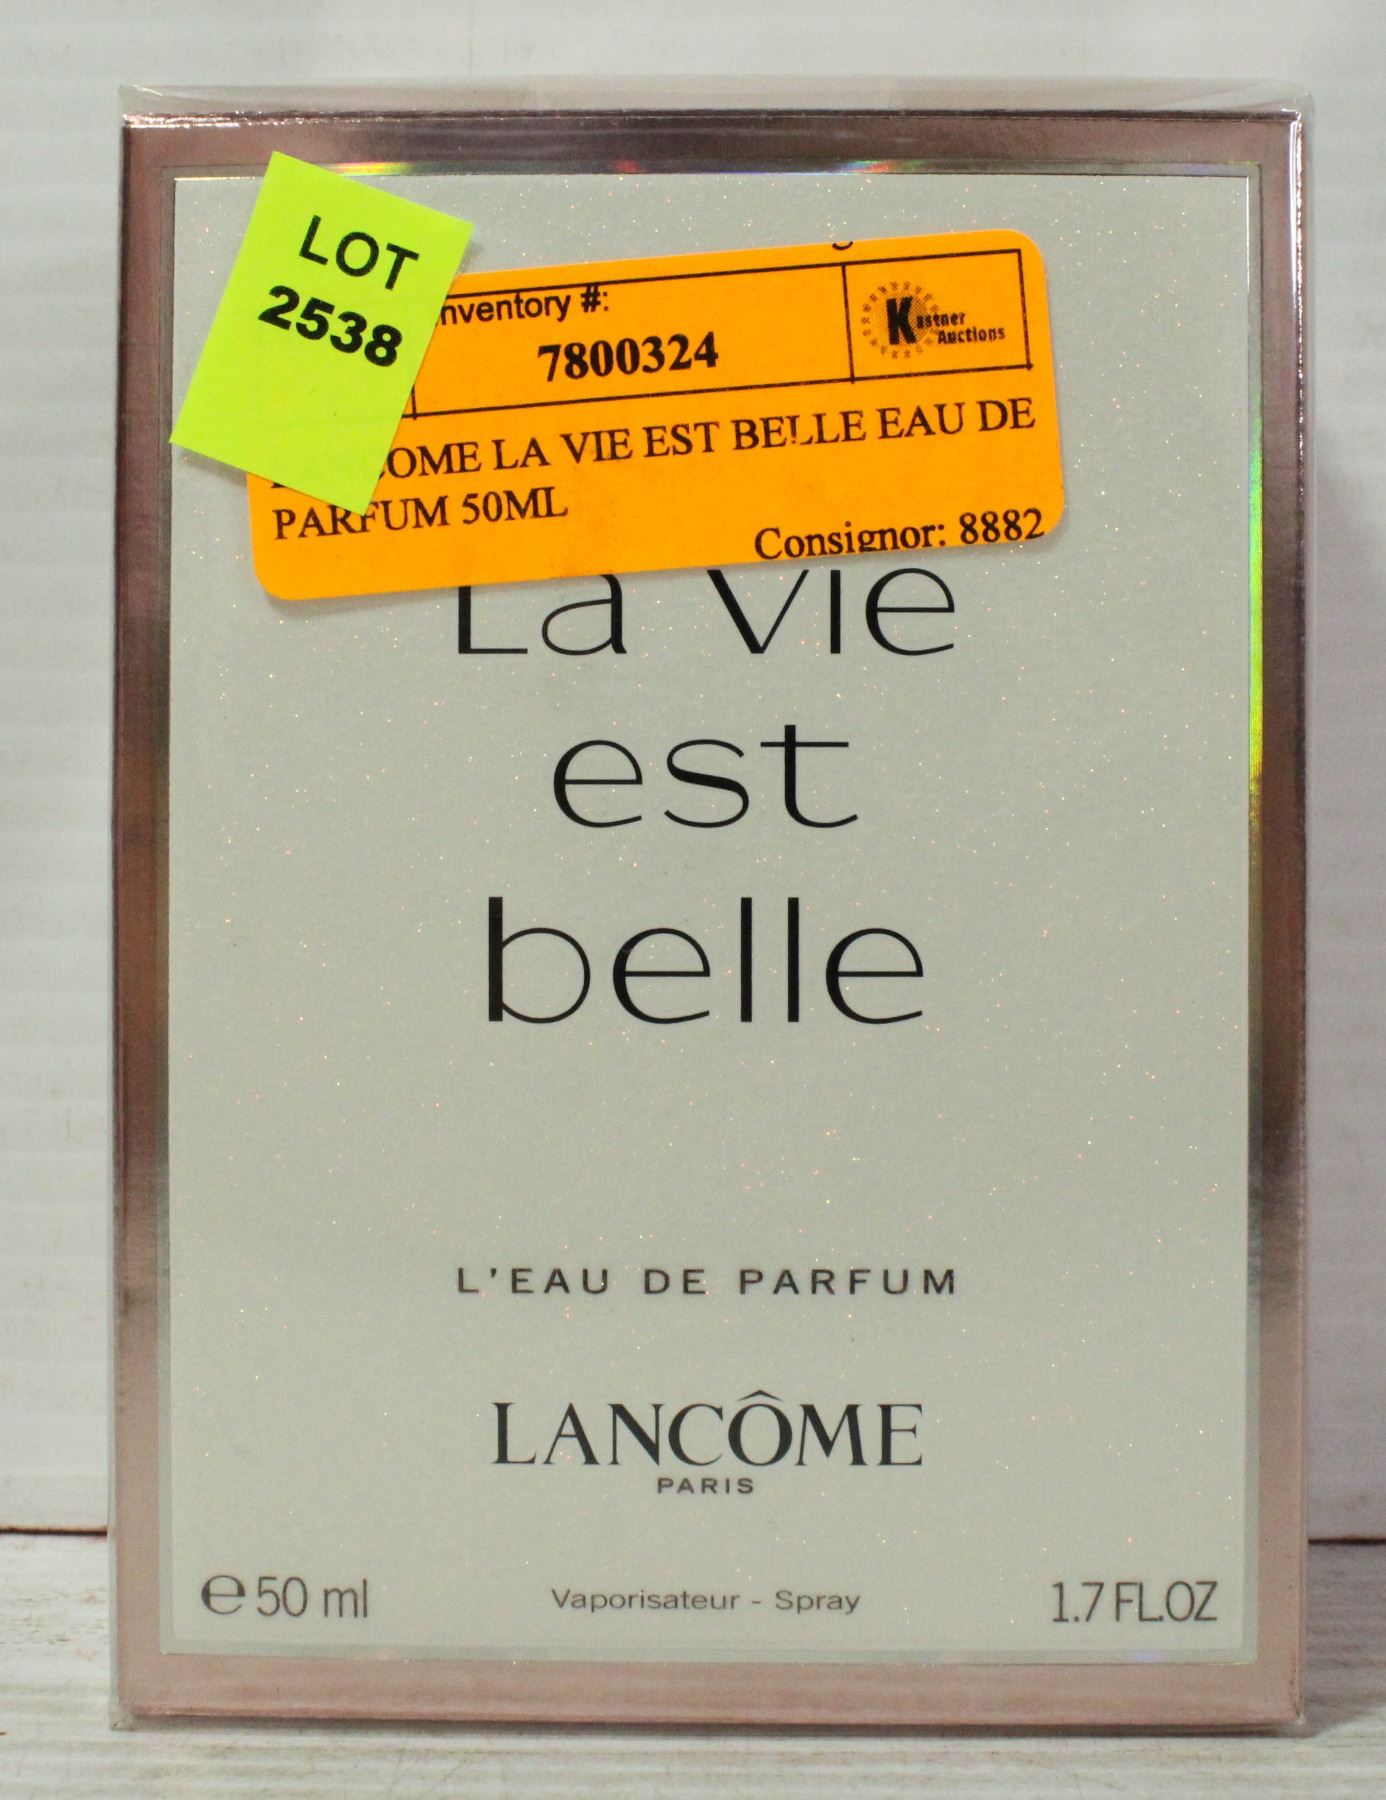 LOT
2538
nventory #:
7800324
Kastner
Auctions
COME LA VIE EST BELLE EAU DE
PARFUM 50ML
Consignor: 8882
La vie
est
belle
L'EAU DE PARFUM
LANCÔME
PARIS
e 50 ml
Vaporisateur - Spray
1.7 FL.OZ